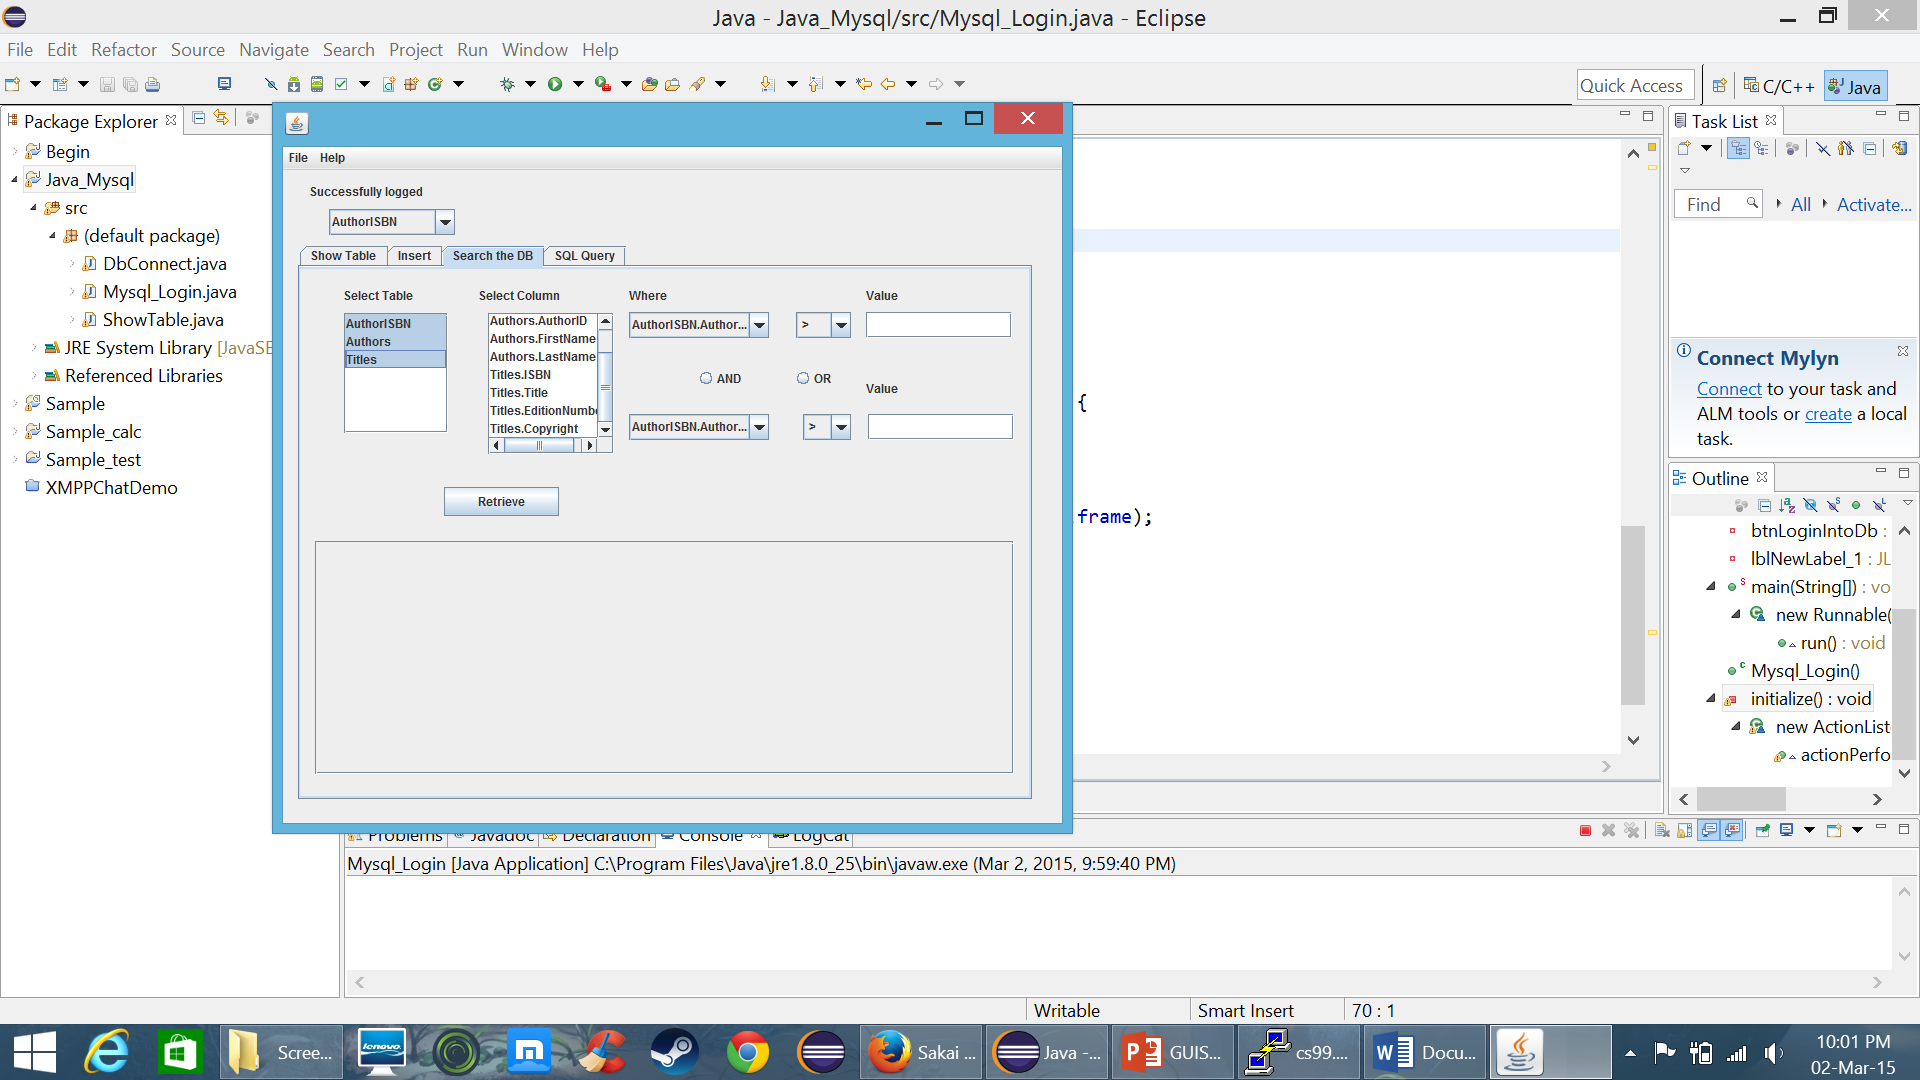 Java - Java_Mysql/src/Mysql_Login.java - Eclipse
File Edit Refactor Source Navigate Search Project Run Window Help
Quick Access
C/C++
Java
Package Explorer
Begin
Java_Mysql
src
(default package)
DbConnect.java
Mysql_Login.java
ShowTable.java
JRE System Library [JavaSE
Referenced Libraries
Sample
Sample_calc
Sample_test
XMPPChatDemo
File Help
Successfully logged
AuthorISBN
Show Table Insert Search the DB SQL Query
Select Table Select Column Where Value
AuthorISBN
Authors
Titles
Authors.AuthorID
Authors.FirstName
Authors.LastName
Titles.ISBN
Titles.Title
Titles.EditionNumbe
Titles.Copyright
AuthorISBN.Author... >
AND OR Value
AuthorISBN.Author... >
Retrieve
{
.frame);
Task List
Find All Activate...
Connect Mylyn
Connect to your task and
ALM tools or create a local
task.
Outline
btnLoginIntoDb :
lblNewLabel_1 : JL
main(String[]) : vo
new Runnable(
run() : void
Mysql_Login()
initialize() : void
new ActionList
actionPerfo
Problems Javadoc Declaration Console LogCat
Mysql_Login [Java Application] C:\Program Files\Java\jre1.8.0_25\bin\javaw.exe (Mar 2, 2015, 9:59:40 PM)
Writable Smart Insert 70 : 1
Scree... lenovo Sakai ... Java -... GUIS... cs99.... Docu...
10:01 PM
02-Mar-15